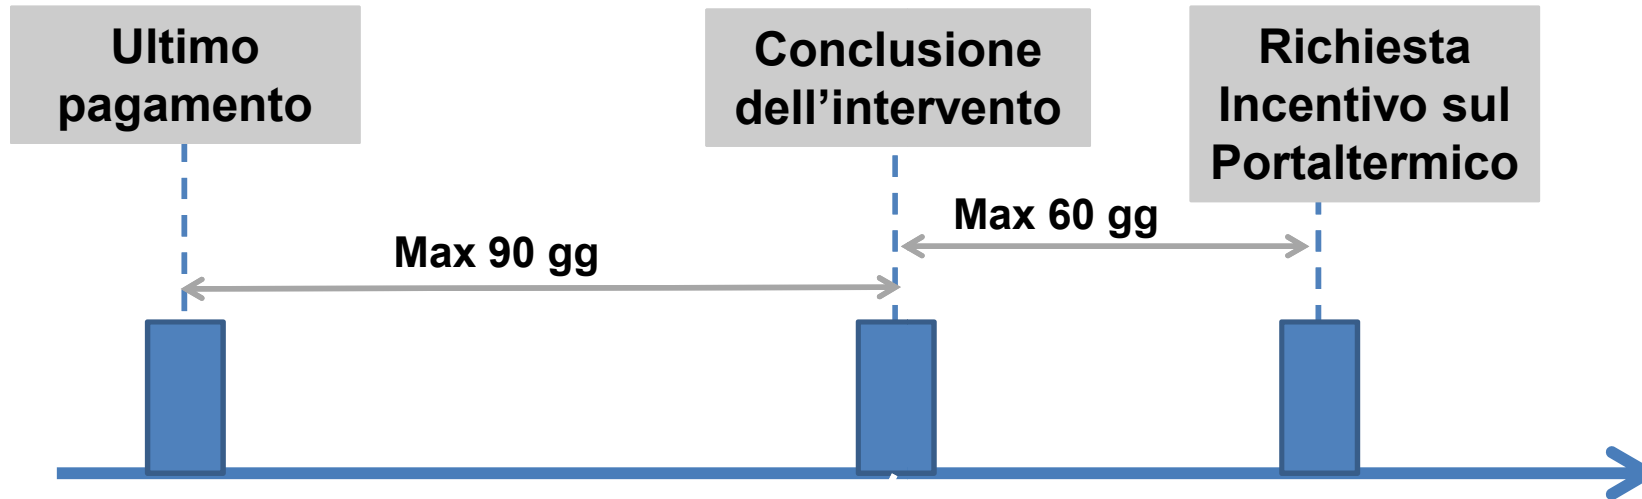 Ultimo
pagamento
Conclusione
dell’intervento
Richiesta
Incentivo sul
Portaltermico
Max 90 gg
Max 60 gg